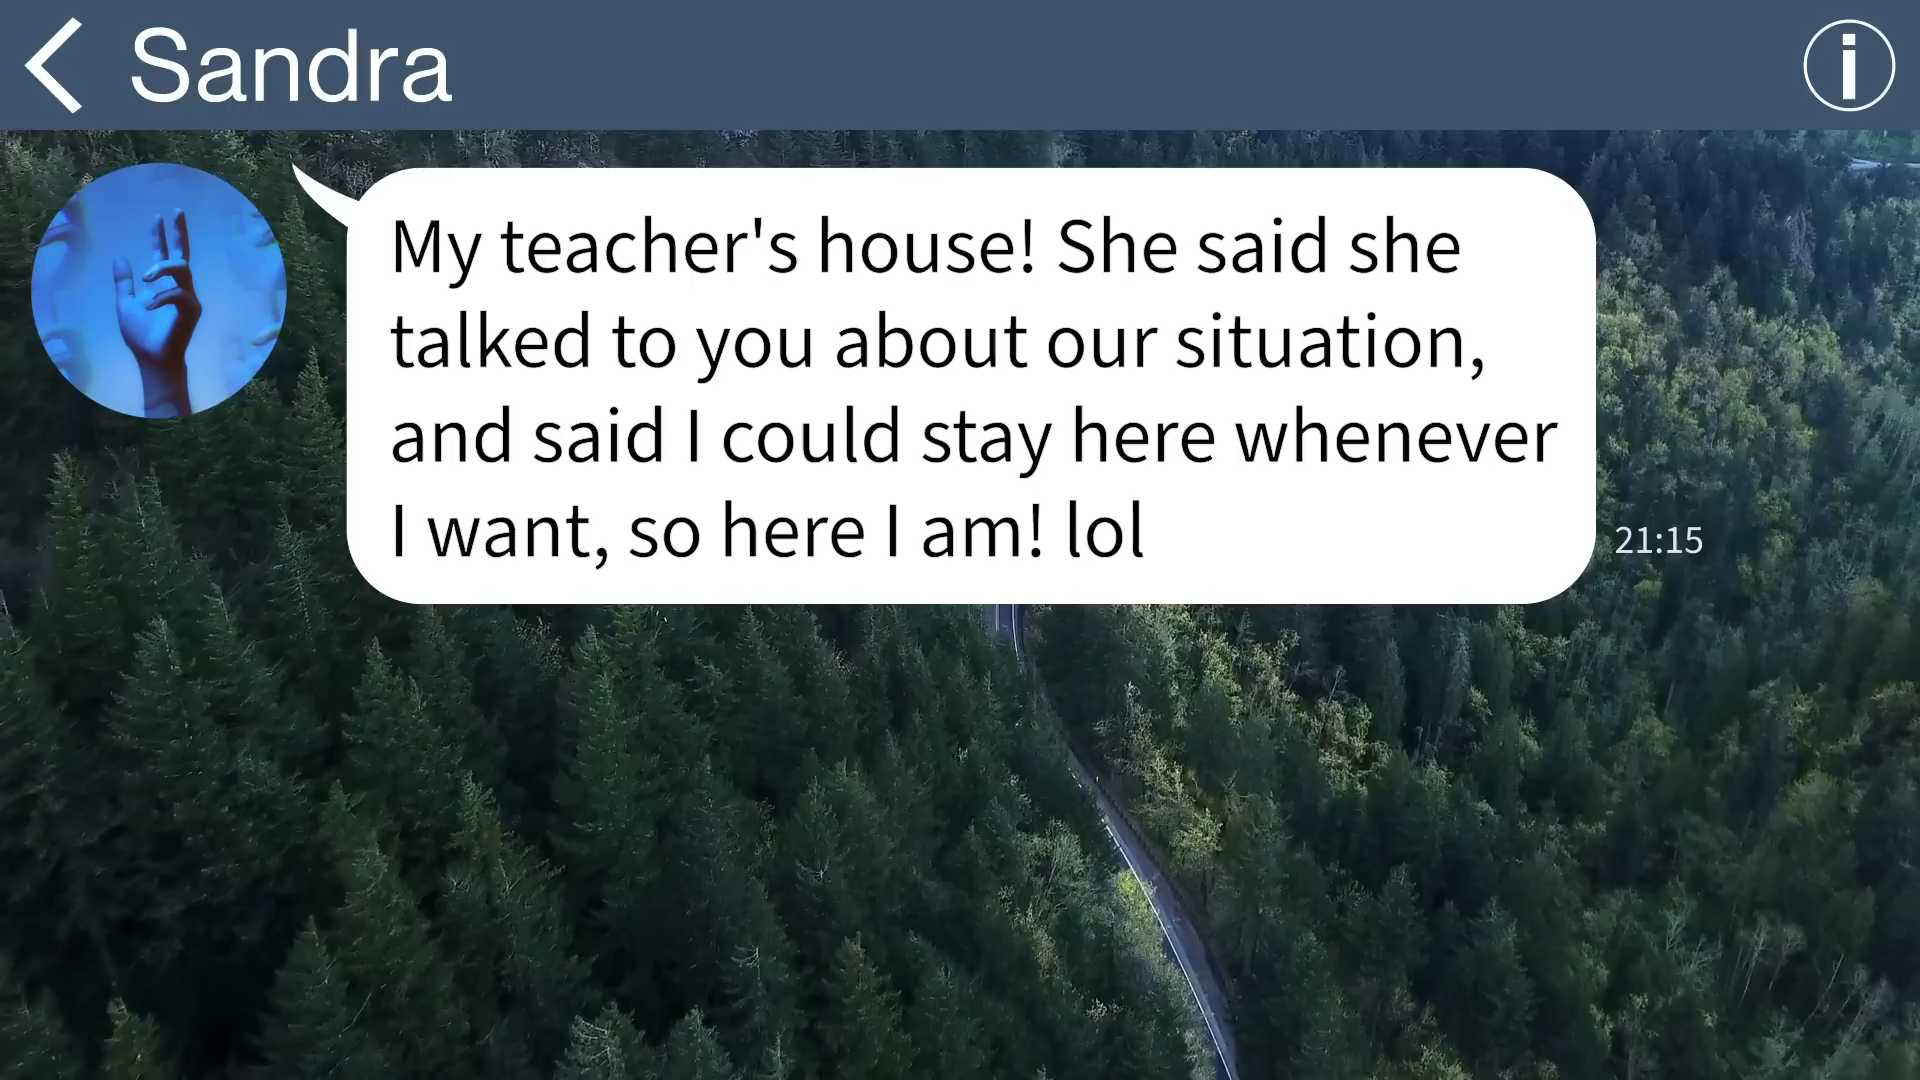 Sandra
My teacher's house! She said she
talked to you about our situation,
and said I could stay here whenever
I want, so here I am! lol
21:15